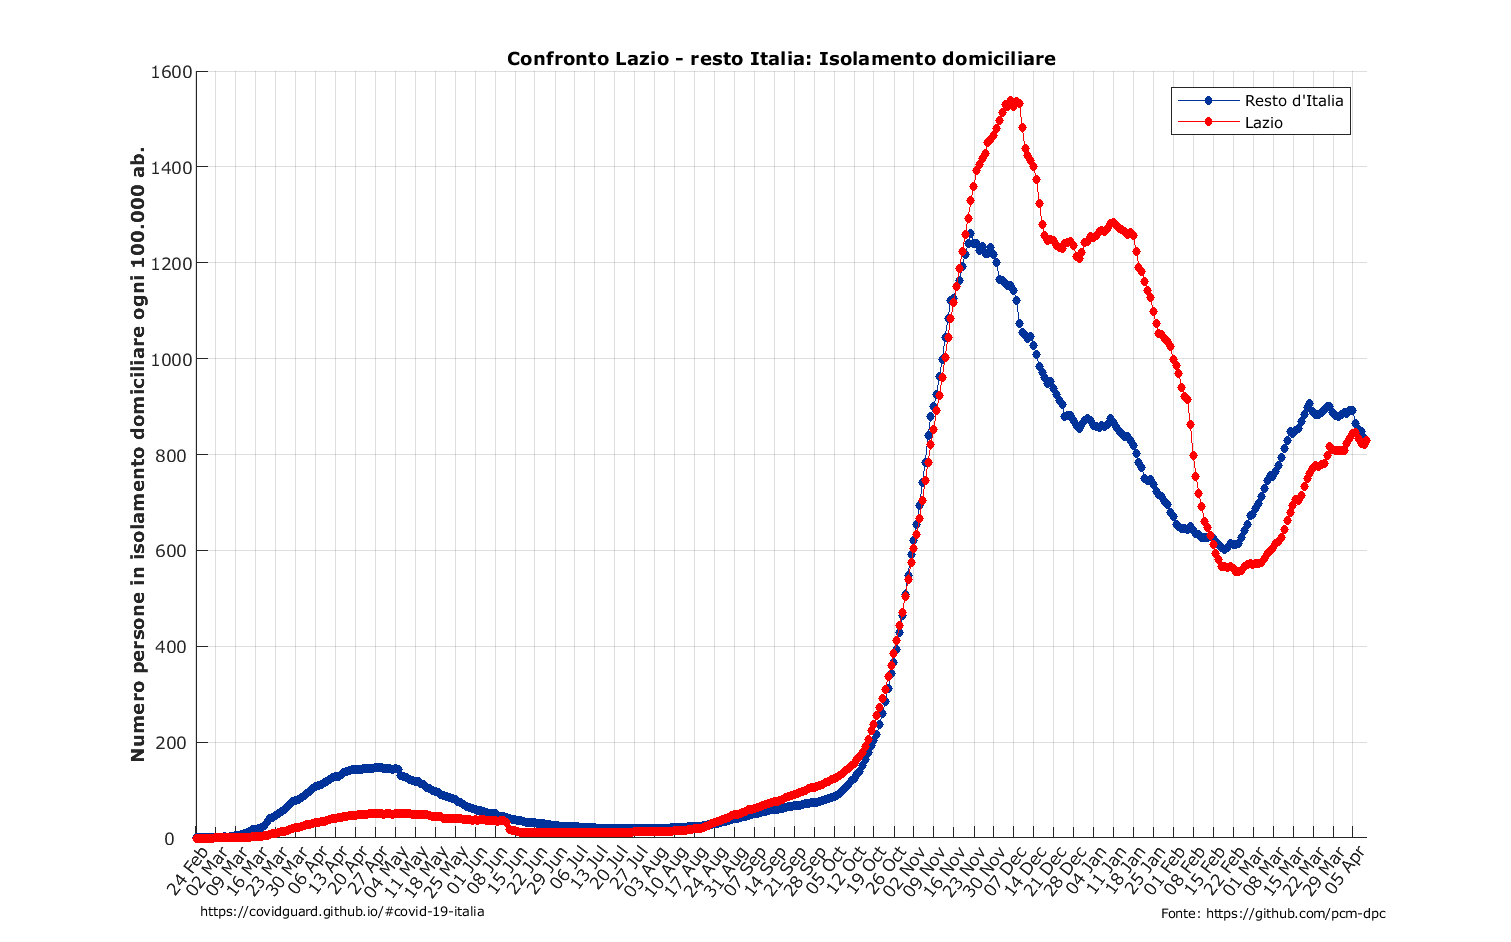 Confronto Lazio - resto Italia: Isolamento domiciliare
Numero persone in isolamento domiciliare ogni 100.000 ab.
1600
1400
1200
1000
800
600
400
200
0
Resto d'Italia
Lazio
24 Feb
02 Mar
09 Mar
16 Mar
23 Mar
30 Mar
06 Apr
13 Apr
20 Apr
27 Apr
04 May
11 May
18 May
25 May
01 Jun
08 Jun
15 Jun
22 Jun
29 Jun
06 Jul
13 Jul
20 Jul
27 Jul
03 Aug
10 Aug
17 Aug
24 Aug
31 Aug
07 Sep
14 Sep
21 Sep
28 Sep
05 Oct
12 Oct
19 Oct
26 Oct
02 Nov
09 Nov
16 Nov
23 Nov
30 Nov
07 Dec
14 Dec
21 Dec
28 Dec
04 Jan
11 Jan
18 Jan
25 Jan
01 Feb
08 Feb
15 Feb
22 Feb
01 Mar
08 Mar
15 Mar
22 Mar
29 Mar
05 Apr
https://covidguard.github.io/#covid-19-italia
Fonte: https://github.com/pcm-dpc